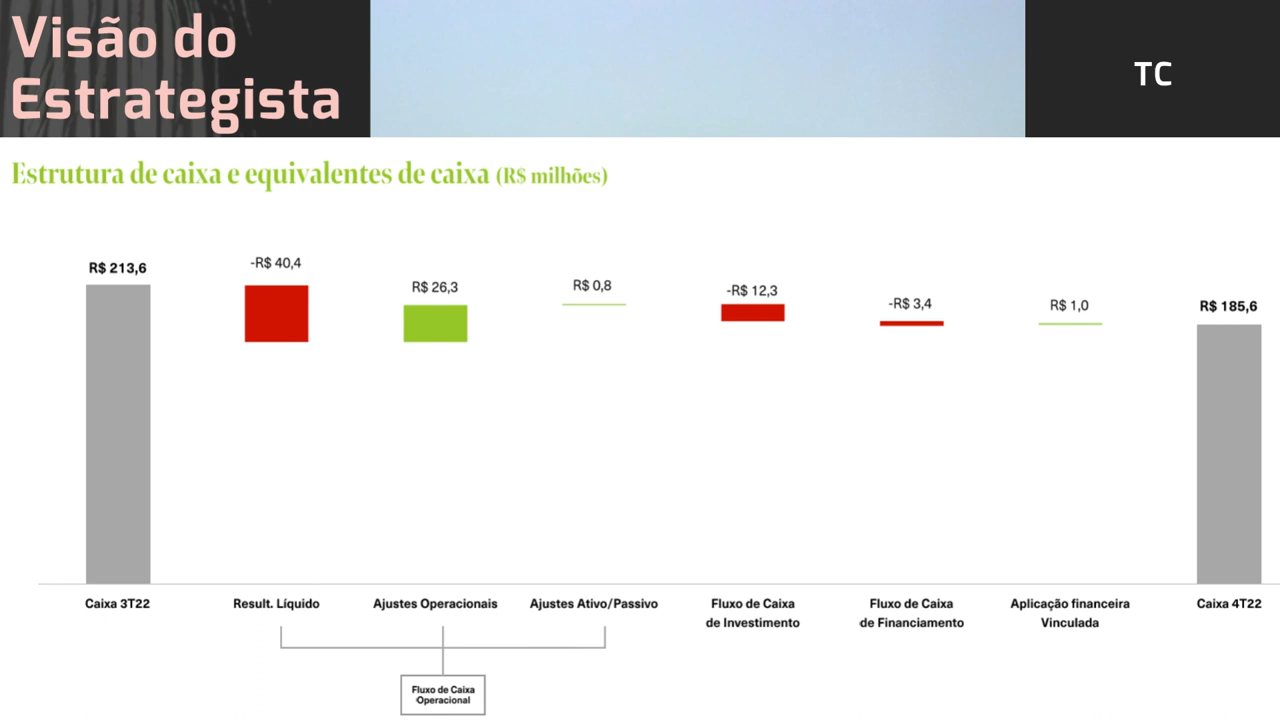 Visão do
Estrategista
TC
Estrutura de caixa e equivalentes de caixa (R$ milhões)
R$ 213,6
-R$ 40,4
R$ 26,3
R$ 0,8
-R$ 12,3
-R$ 3,4
R$ 1,0
R$ 185,6
Caixa 3T22
Result. Líquido
Ajustes Operacionais
Ajustes Ativo/Passivo
Fluxo de Caixa
de Investimento
Fluxo de Caixa
de Financiamento
Aplicação financeira
Vinculada
Caixa 4T22
Fluxo de Caixa
Operacional